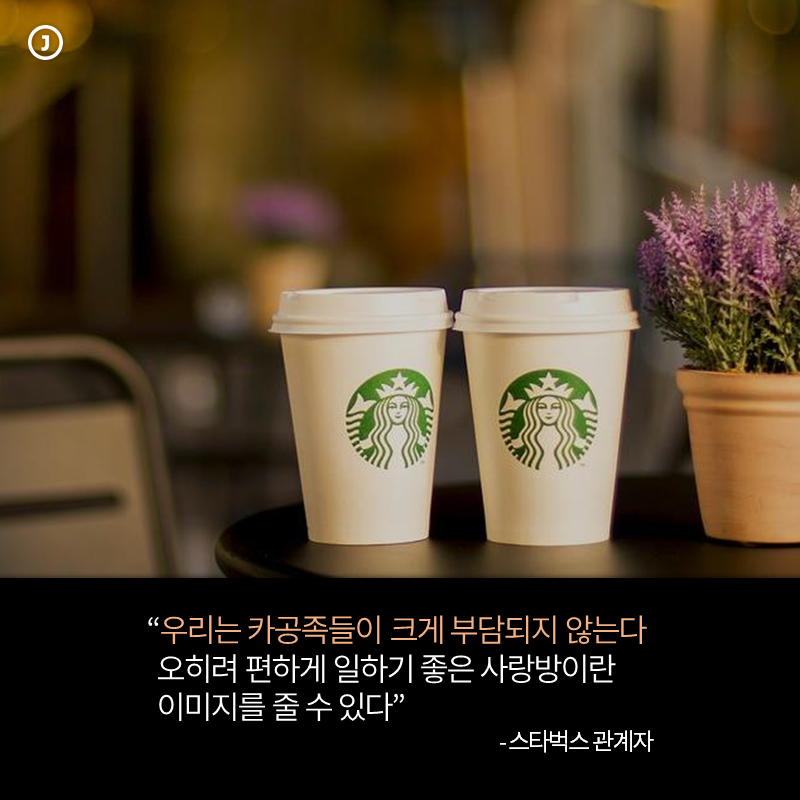 J
“우리는 카공족들이 크게 부담되지 않는다
오히려 편하게 일하기 좋은 사랑방이란
이미지를 줄 수 있다”
- 스타벅스 관계자